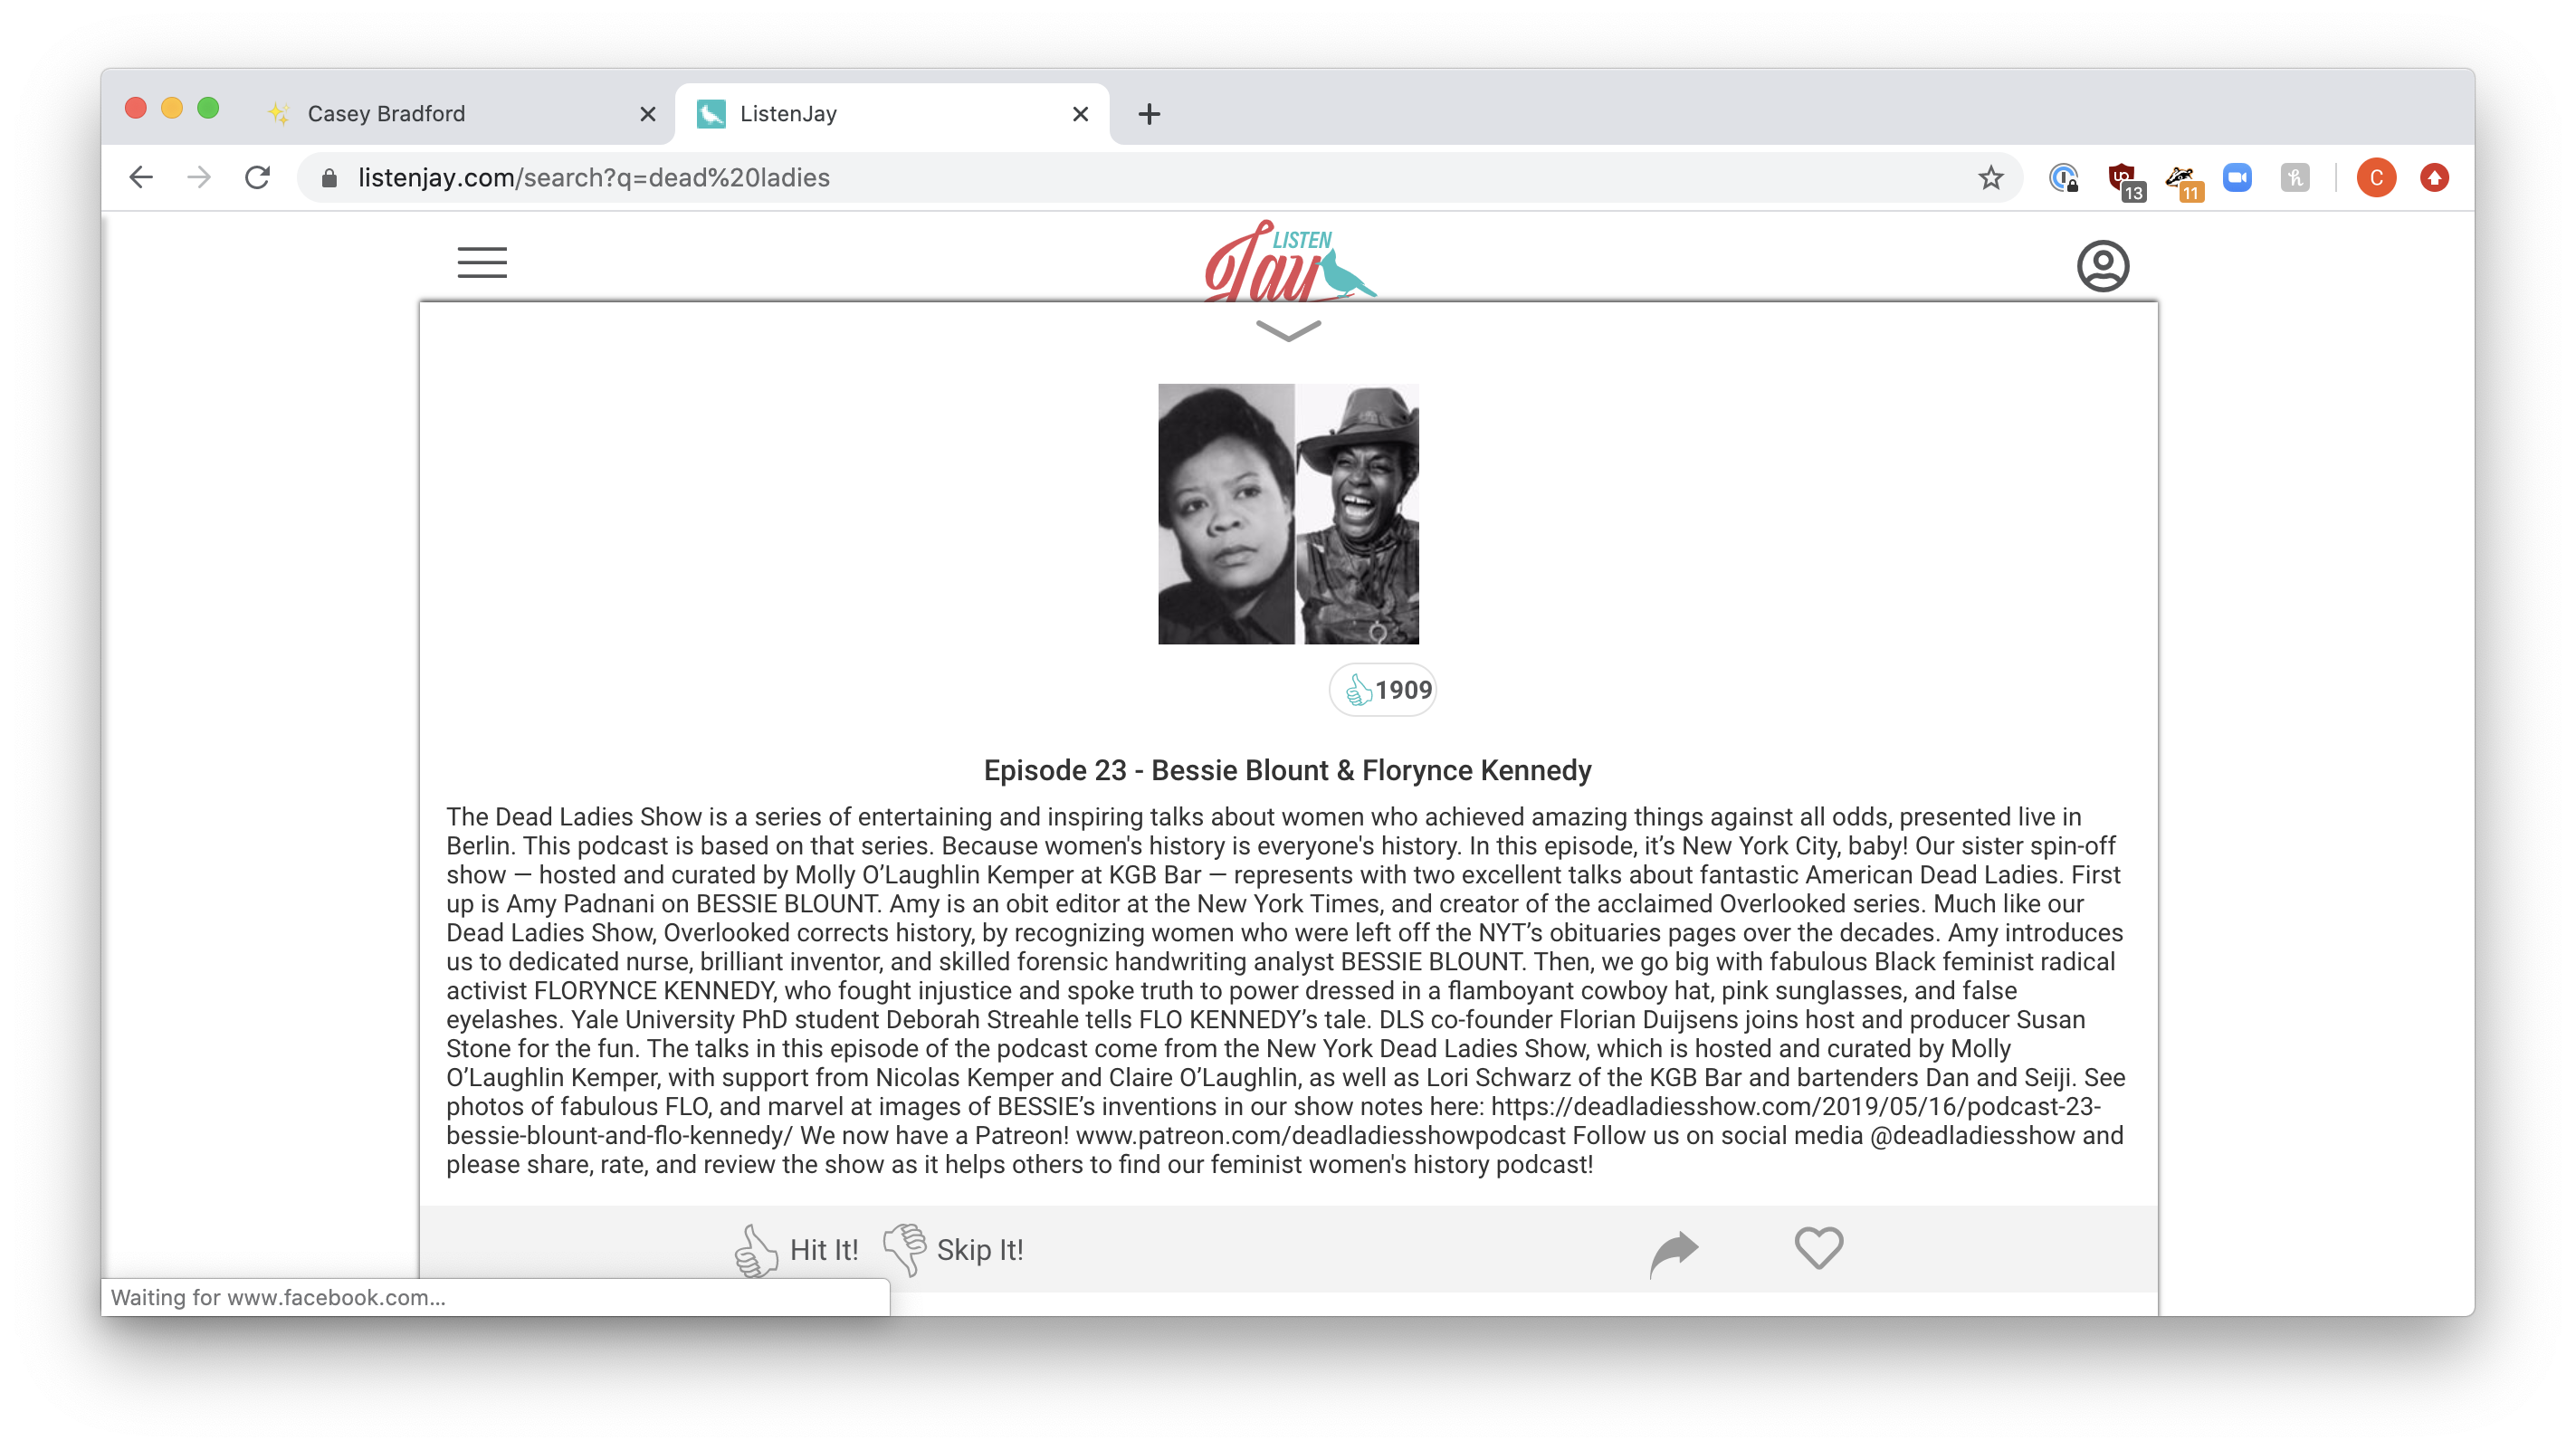 Casey Bradford
ListenJay
listenjay.com/search?q=dead%20ladies
13
11
C
LISTEN
Jay
1909
Episode 23 - Bessie Blount & Florynce Kennedy
The Dead Ladies Show is a series of entertaining and inspiring talks about women who achieved amazing things against all odds, presented live in
Berlin. This podcast is based on that series. Because women's history is everyone's history. In this episode, it’s New York City, baby! Our sister spin-off
show — hosted and curated by Molly O’Laughlin Kemper at KGB Bar — represents with two excellent talks about fantastic American Dead Ladies. First
up is Amy Padnani on BESSIE BLOUNT. Amy is an obit editor at the New York Times, and creator of the acclaimed Overlooked series. Much like our
Dead Ladies Show, Overlooked corrects history, by recognizing women who were left off the NYT’s obituaries pages over the decades. Amy introduces
us to dedicated nurse, brilliant inventor, and skilled forensic handwriting analyst BESSIE BLOUNT. Then, we go big with fabulous Black feminist radical
activist FLORYNCE KENNEDY, who fought injustice and spoke truth to power dressed in a flamboyant cowboy hat, pink sunglasses, and false
eyelashes. Yale University PhD student Deborah Streahle tells FLO KENNEDY’s tale. DLS co-founder Florian Duijsens joins host and producer Susan
Stone for the fun. The talks in this episode of the podcast come from the New York Dead Ladies Show, which is hosted and curated by Molly
O’Laughlin Kemper, with support from Nicolas Kemper and Claire O’Laughlin, as well as Lori Schwarz of the KGB Bar and bartenders Dan and Seiji. See
photos of fabulous FLO, and marvel at images of BESSIE’s inventions in our show notes here: https://deadladiesshow.com/2019/05/16/podcast-23-
bessie-blount-and-flo-kennedy/ We now have a Patreon! www.patreon.com/deadladiesshowpodcast Follow us on social media @deadladiesshow and
please share, rate, and review the show as it helps others to find our feminist women's history podcast!
Hit It!
Skip It!
Waiting for www.facebook.com...